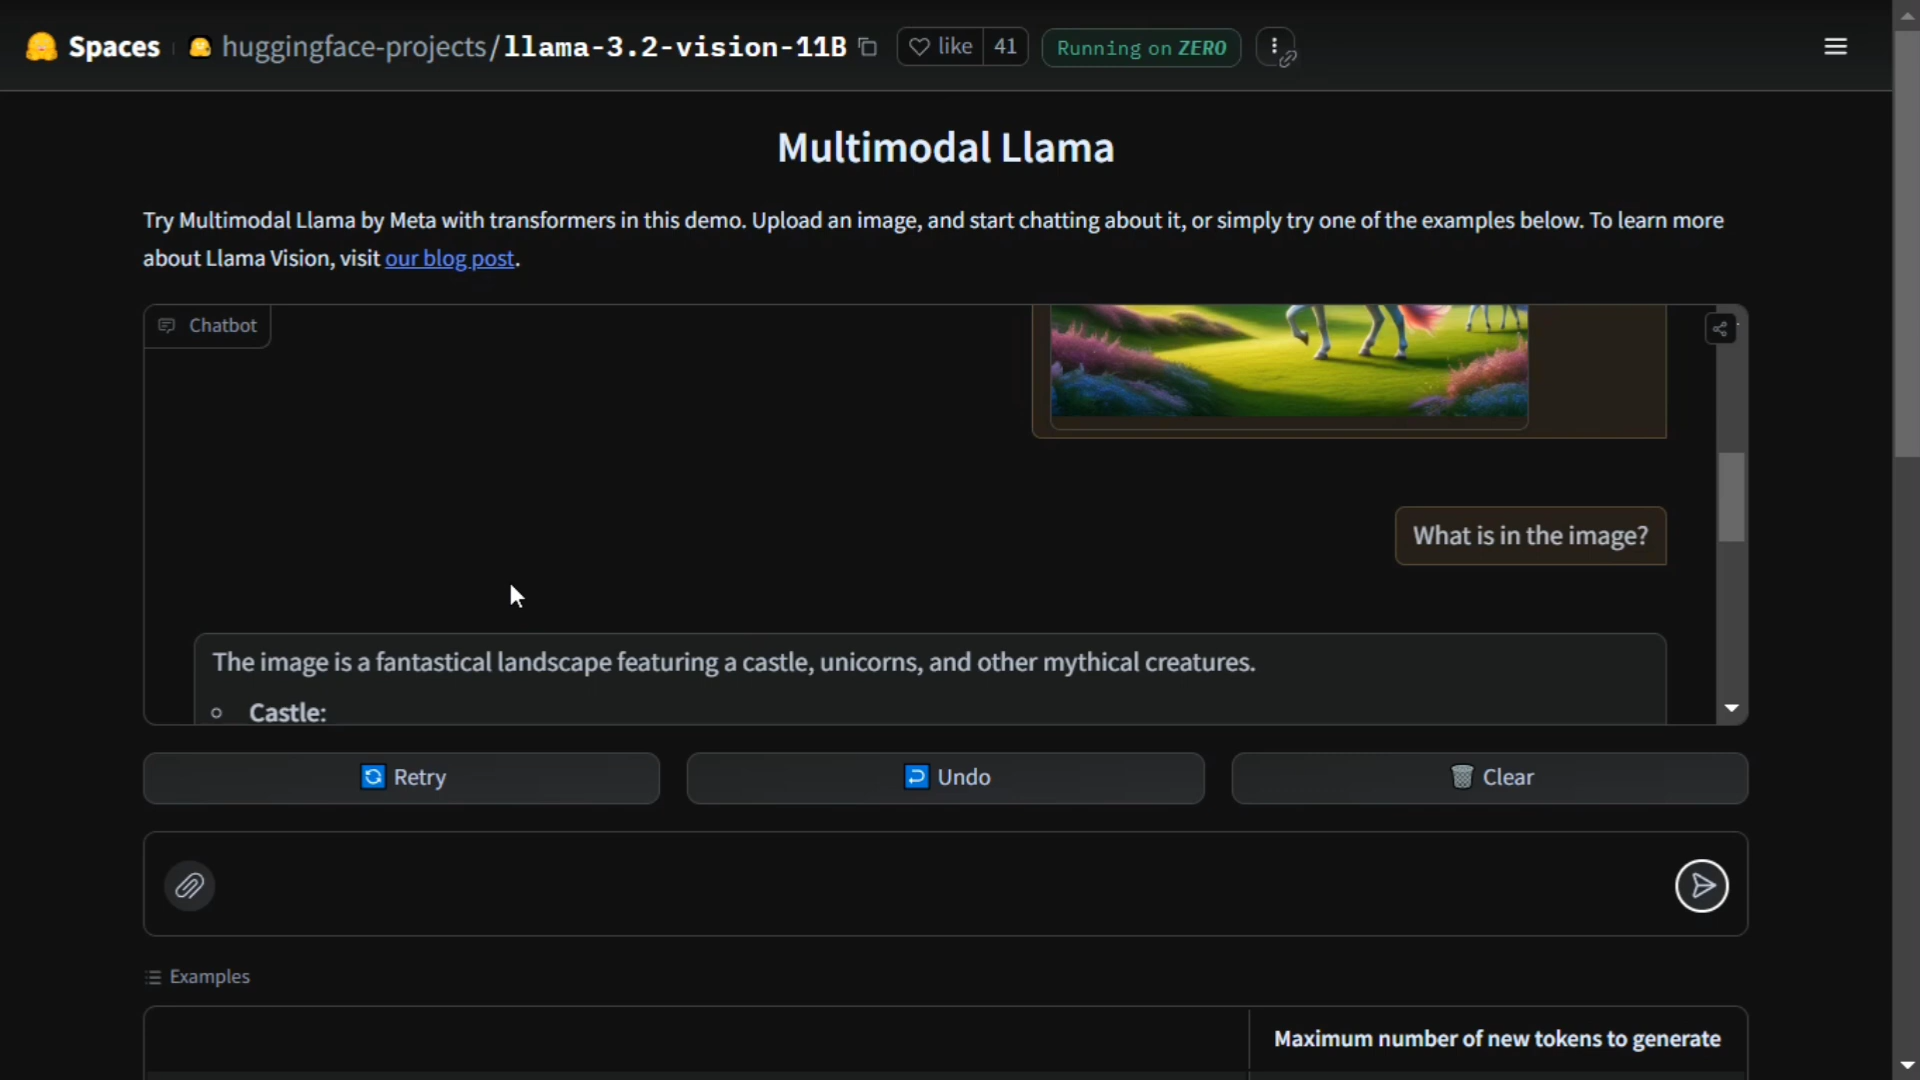 Spaces huggingface-projects/llama-3.2-vision-11B like 41 Running on ZERO
Multimodal Llama
Try Multimodal Llama by Meta with transformers in this demo. Upload an image, and start chatting about it, or simply try one of the examples below. To learn more
about Llama Vision, visit our blog post.
Chatbot
What is in the image?
The image is a fantastical landscape featuring a castle, unicorns, and other mythical creatures.
Castle:
Retry Undo Clear
Examples
Maximum number of new tokens to generate